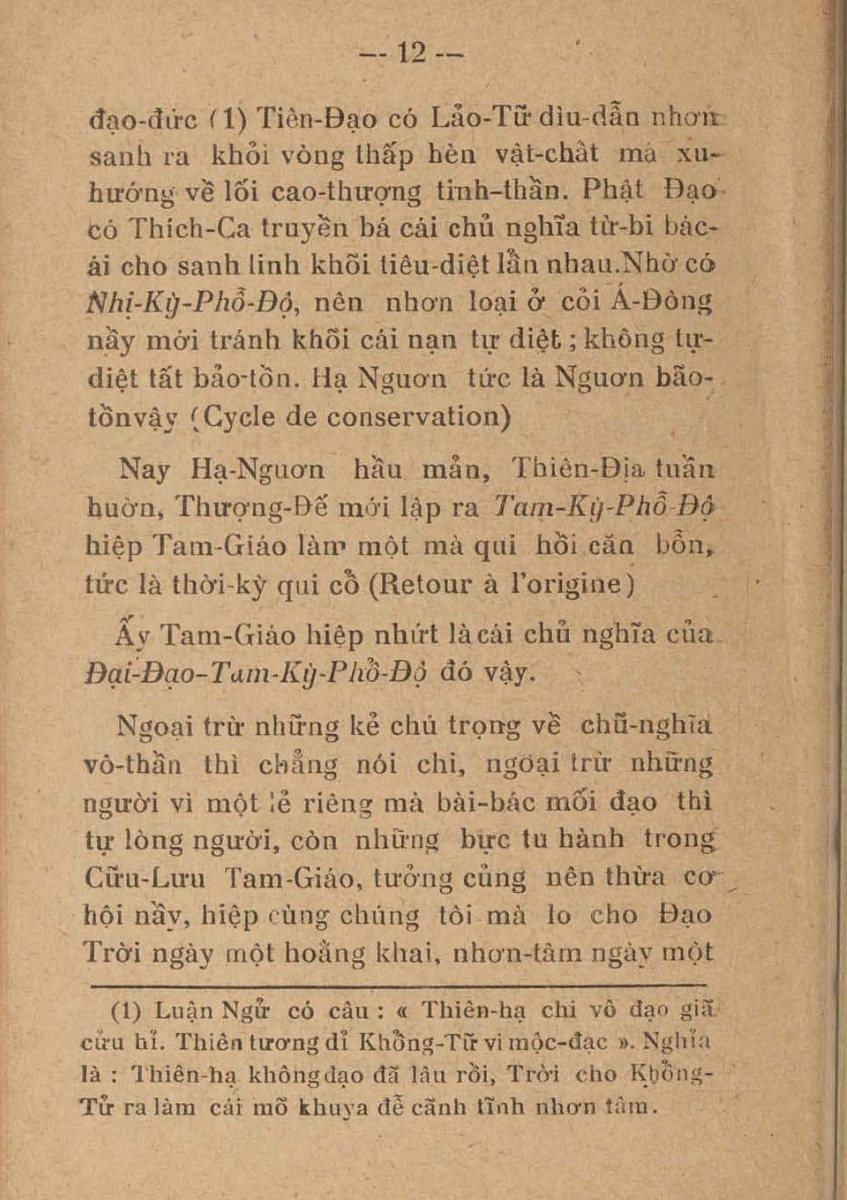 — 12 —
đạo-đức (1) Tiên-Đạo có Lảo-Tữ dìu-dẫn nhơn
sanh ra khỏi vòng thấp hèn vật-chât mà xu-
hướng về lối cao-thượng tinh-thần. Phật Đạo
có Thích-Ca truyền bá cái chủ nghĩa từ-bi bác-
ái cho sanh linh khõi tiêu-diệt lẫn nhau.Nhờ có
Nhị-Kỳ-Phổ-Độ, nên nhơn loại ở cỏi Á-Đông
nầy mới tránh khõi cái nạn tự diệt ; không tự-
diệt tất bảo-tồn. Hạ Nguơn tức là Nguơn bão-
tồnvậy (Cycle de conservation)
Nay Hạ-Nguơn hầu mản, Thiên-Địa tuần
huờn, Thượng-Đế mới lập ra Tam-Kỳ-Phổ-Độ
hiệp Tam-Giáo làm một mà qui hồi căn bổn,
tức là thời-kỳ qui cổ (Retour à l'origine)
Ấy Tam-Giáo hiệp nhứt là cái chủ nghĩa của
Đại-Đạo-Tam-Kỳ-Phổ-Độ đó vậy.
Ngoại trừ những kẻ chú trọng về chũ-nghĩa
vô-thần thì chẳng nói chi, ngoại trừ những
người vì một lẻ riêng mà bài-bác mối đạo thì
tự lòng người, còn những bực tu hành trong
Cữu-Lưu Tam-Giáo, tưởng củng nên thừa cơ
hội nầy, hiệp cùng chúng tôi mà lo cho Đạo
Trời ngày một hoằng khai, nhơn-tâm ngày một
(1) Luận Ngử có câu : « Thiên-hạ chi vô đạo giã
cửu hỉ. Thiên tương dỉ Khổng-Tữ vi mộc-đạc ». Nghĩa
là : Thiên-hạ không đạo đã lâu rồi, Trời cho Khổng-
Tử ra làm cái mõ khuya để cãnh tĩnh nhơn tâm.